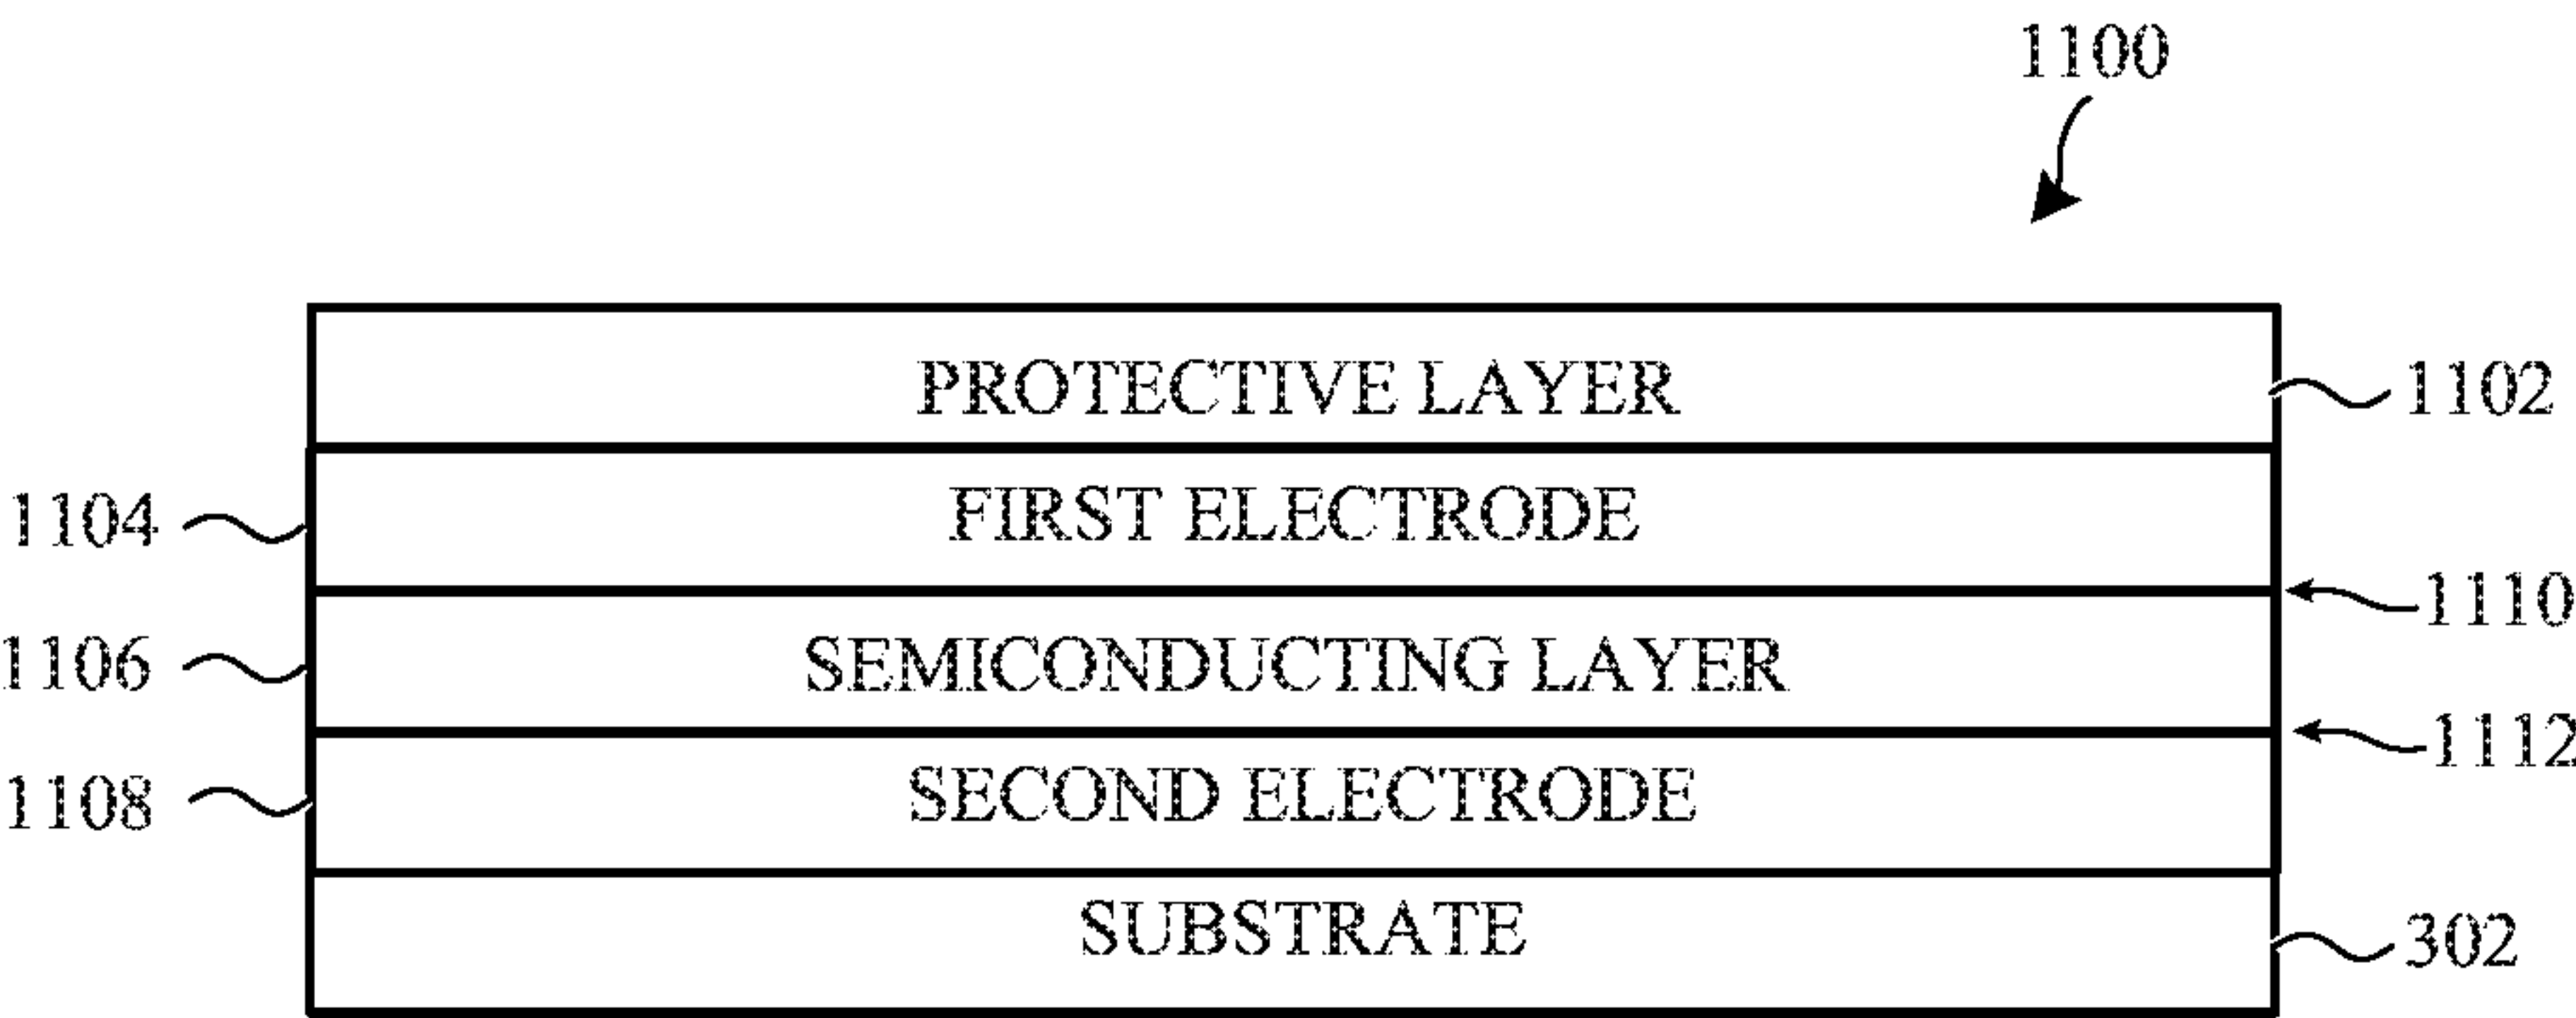 1100
PROTECTIVE LAYER
1102
1104
FIRST ELECTRODE
1110
1106
SEMICONDUCTING LAYER
1112
1108
SECOND ELECTRODE
SUBSTRATE
302